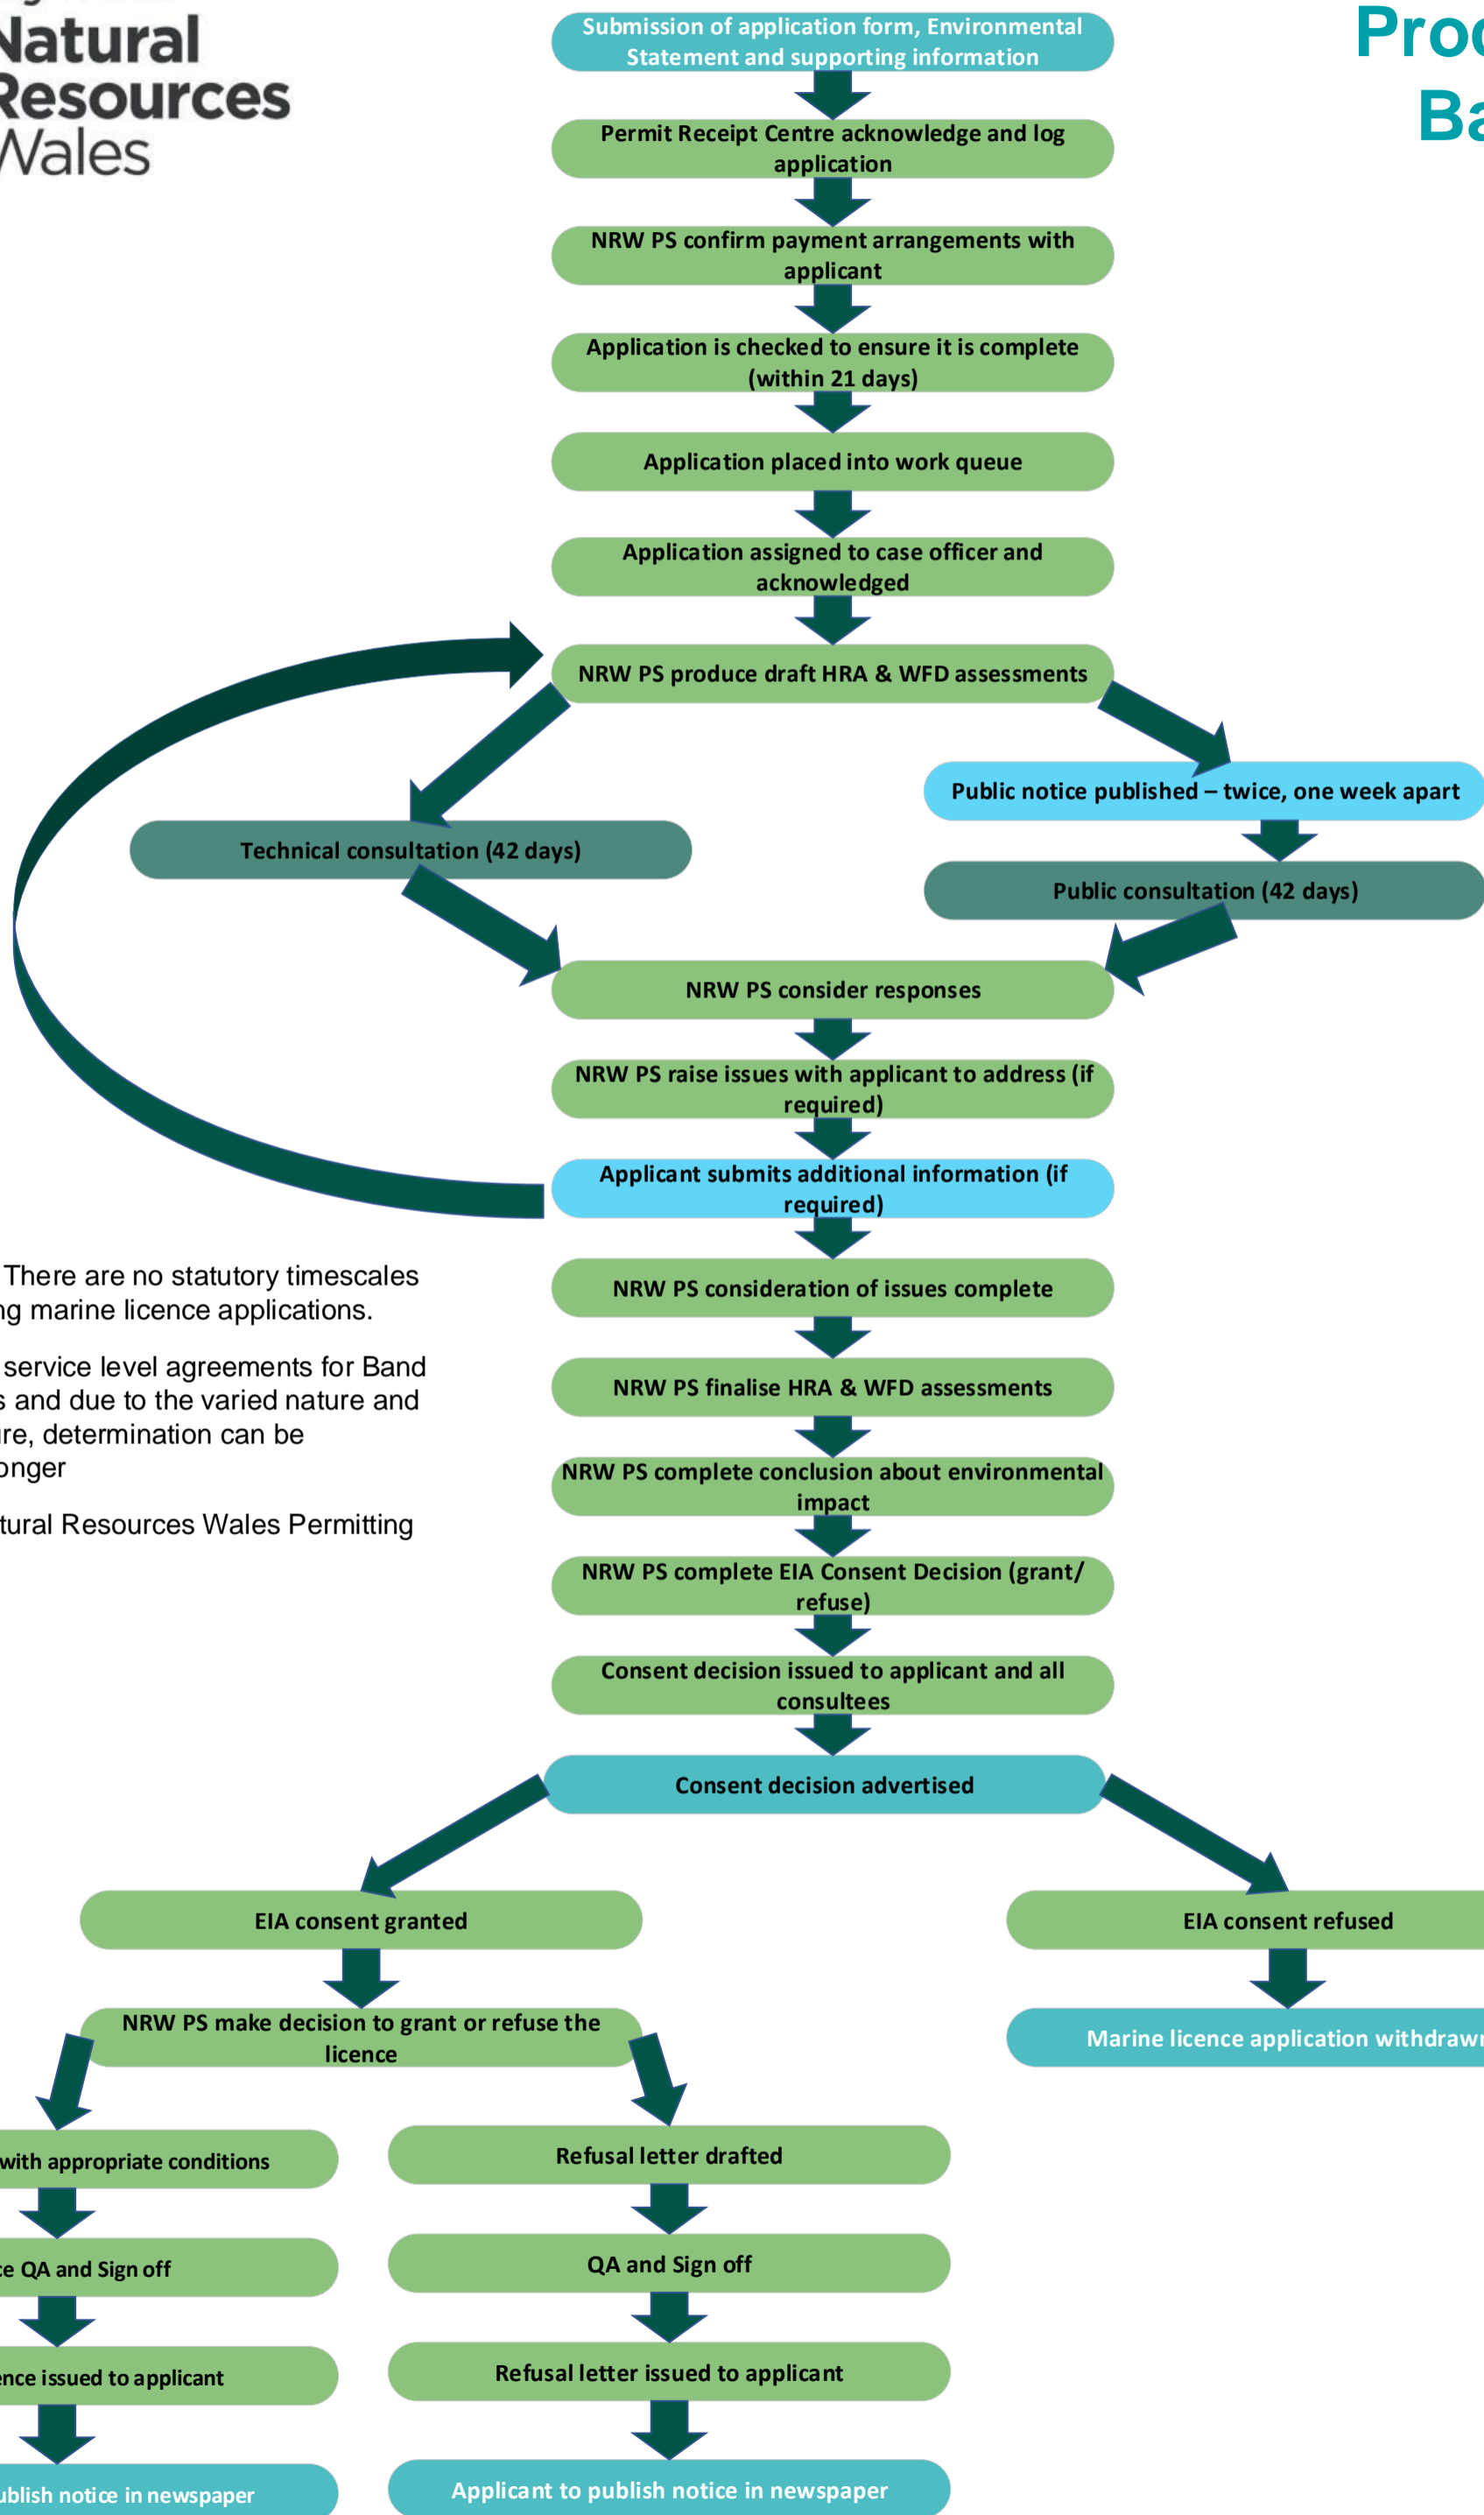 Natural
Resources
Wales
Submission of application form, Environmental
Statement and supporting information
Permit Receipt Centre acknowledge and log
application
NRW PS confirm payment arrangements with
applicant
Application is checked to ensure it is complete
(within 21 days)
Application placed into work queue
Application assigned to case officer and
acknowledged
NRW PS produce draft HRA & WFD assessments
Public notice published – twice, one week apart
Technical consultation (42 days)
Public consultation (42 days)
NRW PS consider responses
NRW PS raise issues with applicant to address (if
required)
Applicant submits additional information (if
required)
There are no statutory timescales
marine licence applications.
service level agreements for Band
and due to the varied nature and
determination can be
Resources Wales Permitting
NRW PS consideration of issues complete
NRW PS finalise HRA & WFD assessments
NRW PS complete conclusion about environmental
impact
NRW PS complete EIA Consent Decision (grant/
refuse)
Consent decision issued to applicant and all
consultees
Consent decision advertised
EIA consent granted
EIA consent refused
NRW PS make decision to grant or refuse the
licence
Marine licence application withdrawn
with appropriate conditions
Refusal letter drafted
QA and Sign off
QA and Sign off
issued to applicant
Refusal letter issued to applicant
notice in newspaper
Applicant to publish notice in newspaper